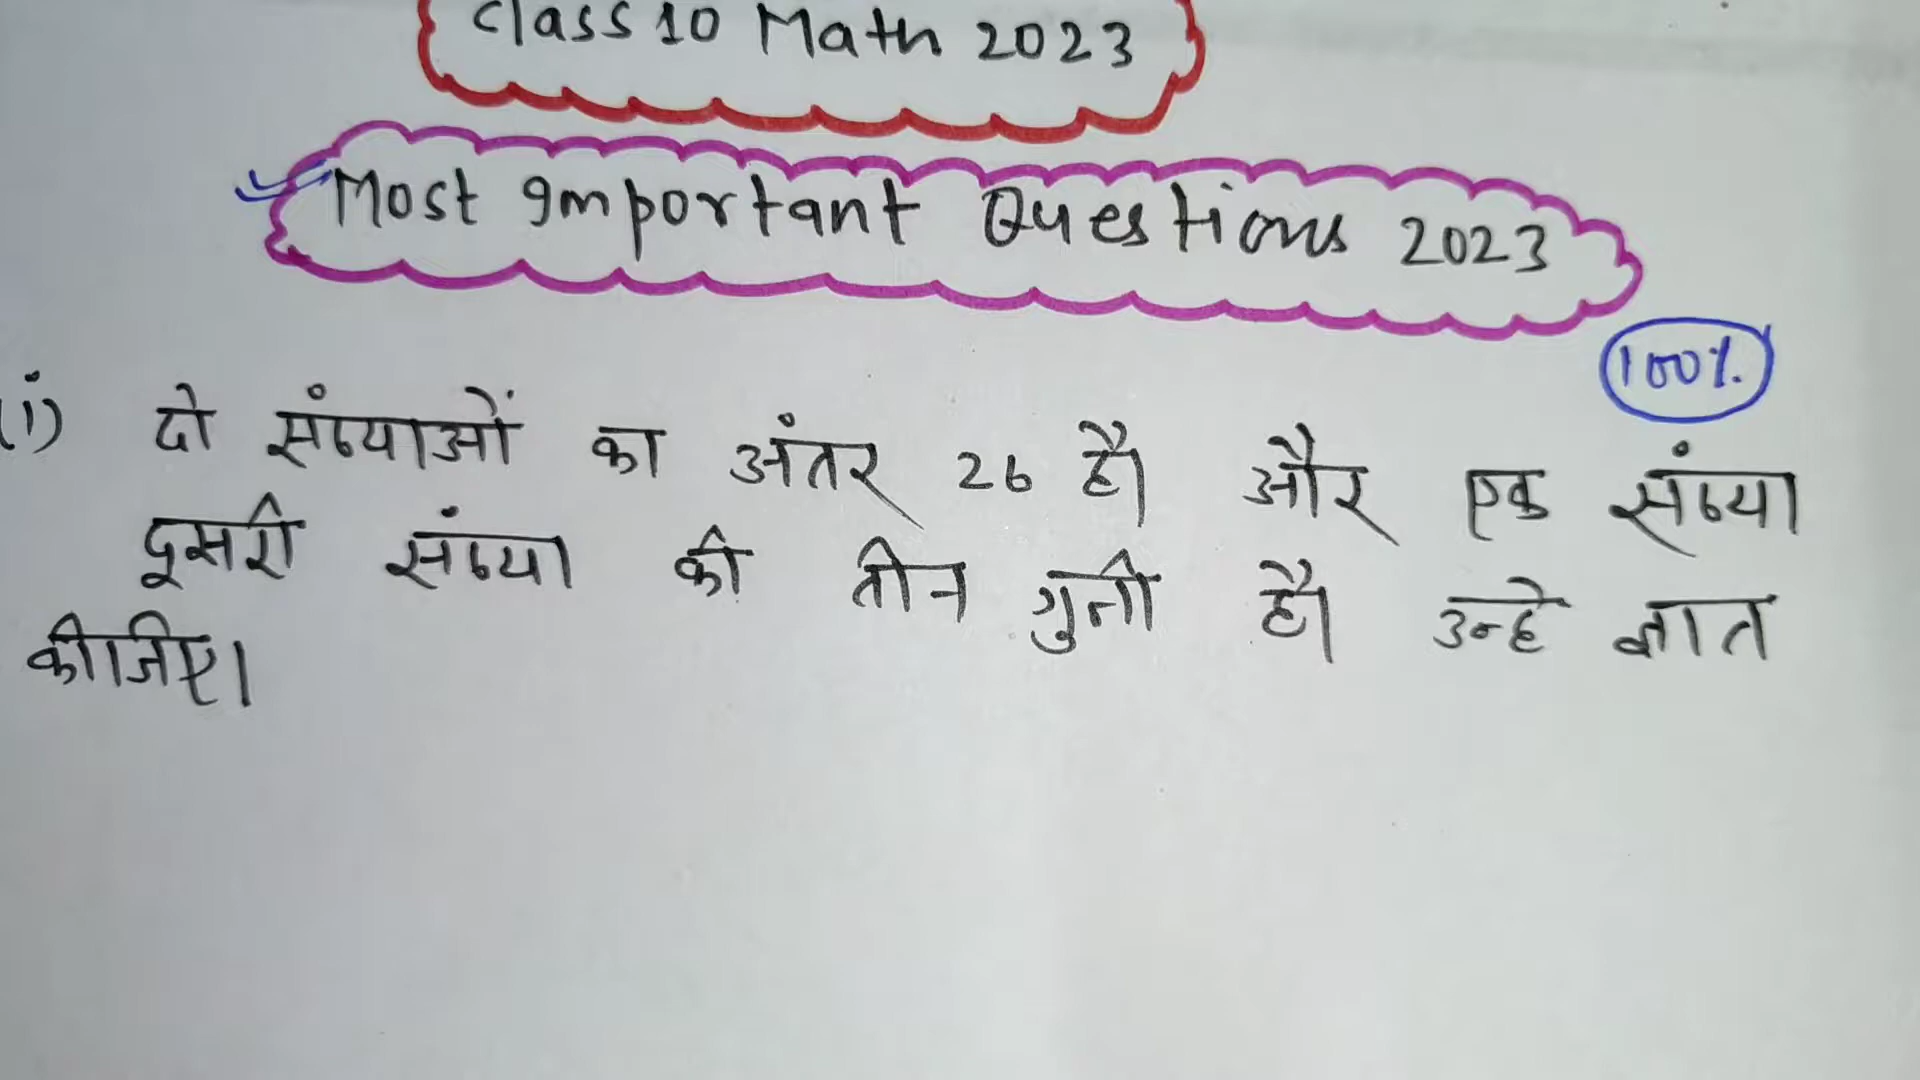 Class 10 Math 2023
Most Important Questions 2023
100%
(i) दो संख्याओं का अंतर 26 है। और एक संख्या
दूसरी संख्या की तीन गुनी है। उन्हे ज्ञात
कीजिए।